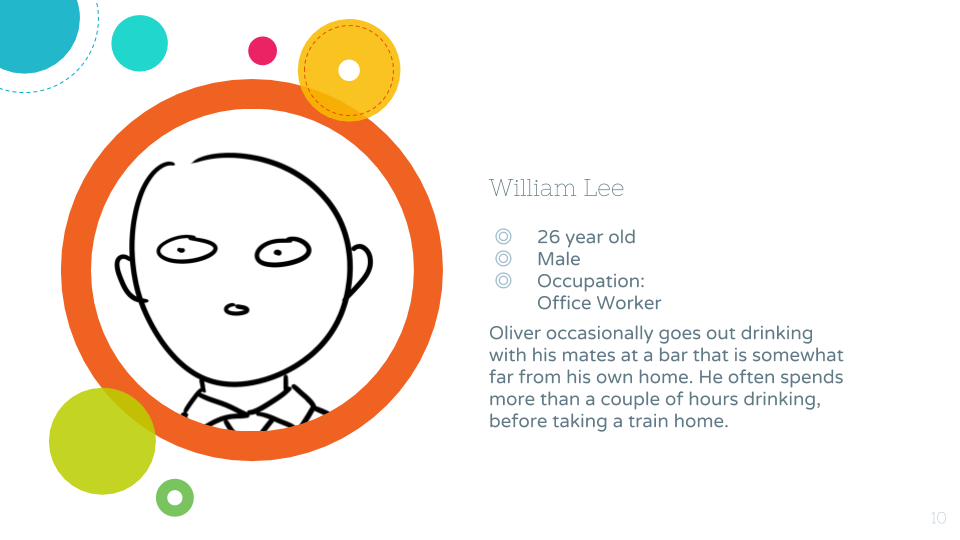 William Lee
26 year old
Male
Occupation:
Office Worker
Oliver occasionally goes out drinking
with his mates at a bar that is somewhat
far from his own home. He often spends
more than a couple of hours drinking,
before taking a train home.
10